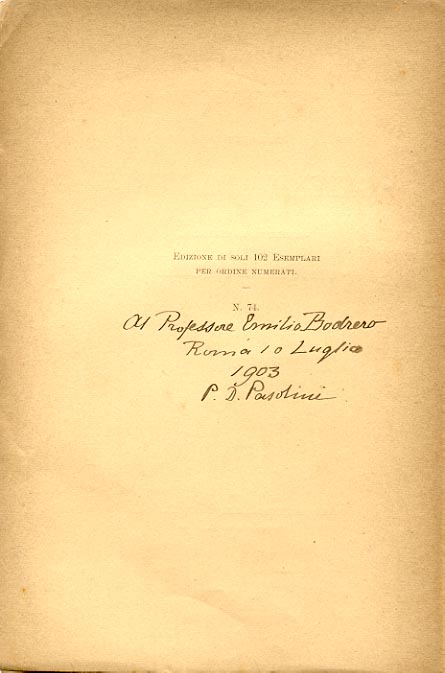 Edizione di soli 102 Esemplari
per ordine numerati.
N. 74.
Al Professore Emilio Bodrero
Roma 10 Luglio
1903
P. D. Pasolini